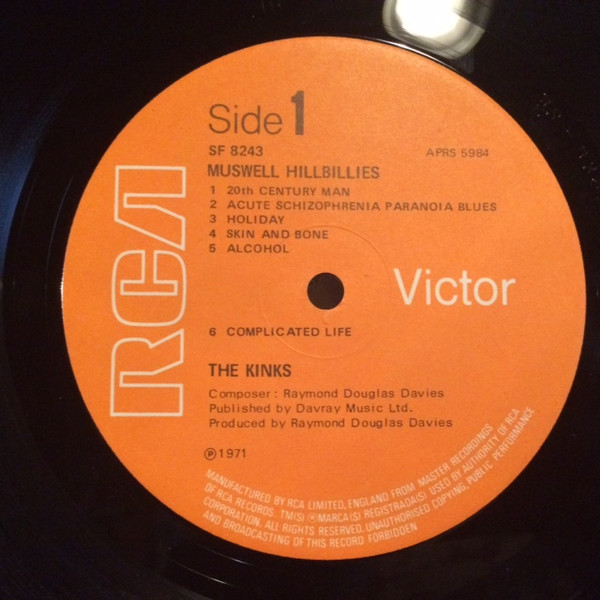 Side 1
SF 8243
APRS 5984
MUSWELL HILLBILLIES
1 20th CENTURY MAN
2 ACUTE SCHIZOPHRENIA PARANOIA BLUES
3 HOLIDAY
4 SKIN AND BONE
5 ALCOHOL
RCA
Victor
6 COMPLICATED LIFE
THE KINKS
Composer : Raymond Douglas Davies
Published by Davray Music Ltd.
Produced by Raymond Douglas Davies
Ⓟ1971
MANUFACTURED BY RCA LIMITED, ENGLAND FROM MASTER RECORDINGS
OF RCA RECORDS. TM(S) ® MARCA(S) REGISTRADA(S) USED BY AUTHORITY OF RCA
CORPORATION. ALL RIGHTS RESERVED. UNAUTHORISED COPYING, PUBLIC PERFORMANCE
AND BROADCASTING OF THIS RECORD FORBIDDEN